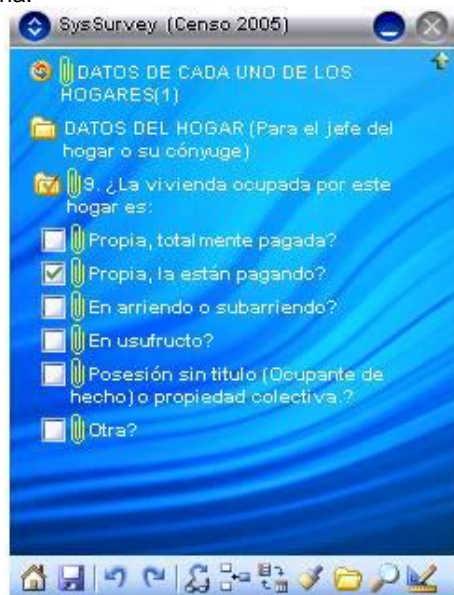 na.
SysSurvey (Censo 2005)
DATOS DE CADA UNO DE LOS
HOGARES(1)
DATOS DEL HOGAR (Para el jefe del
hogar o su cónyuge)
9. ¿La vivienda ocupada por este
hogar es:
Propia, totalmente pagada?
Propia, la están pagando?
En arriendo o subarriendo?
En usufructo?
Posesión sin titulo (Ocupante de
hecho) o propiedad colectiva.?
Otra?